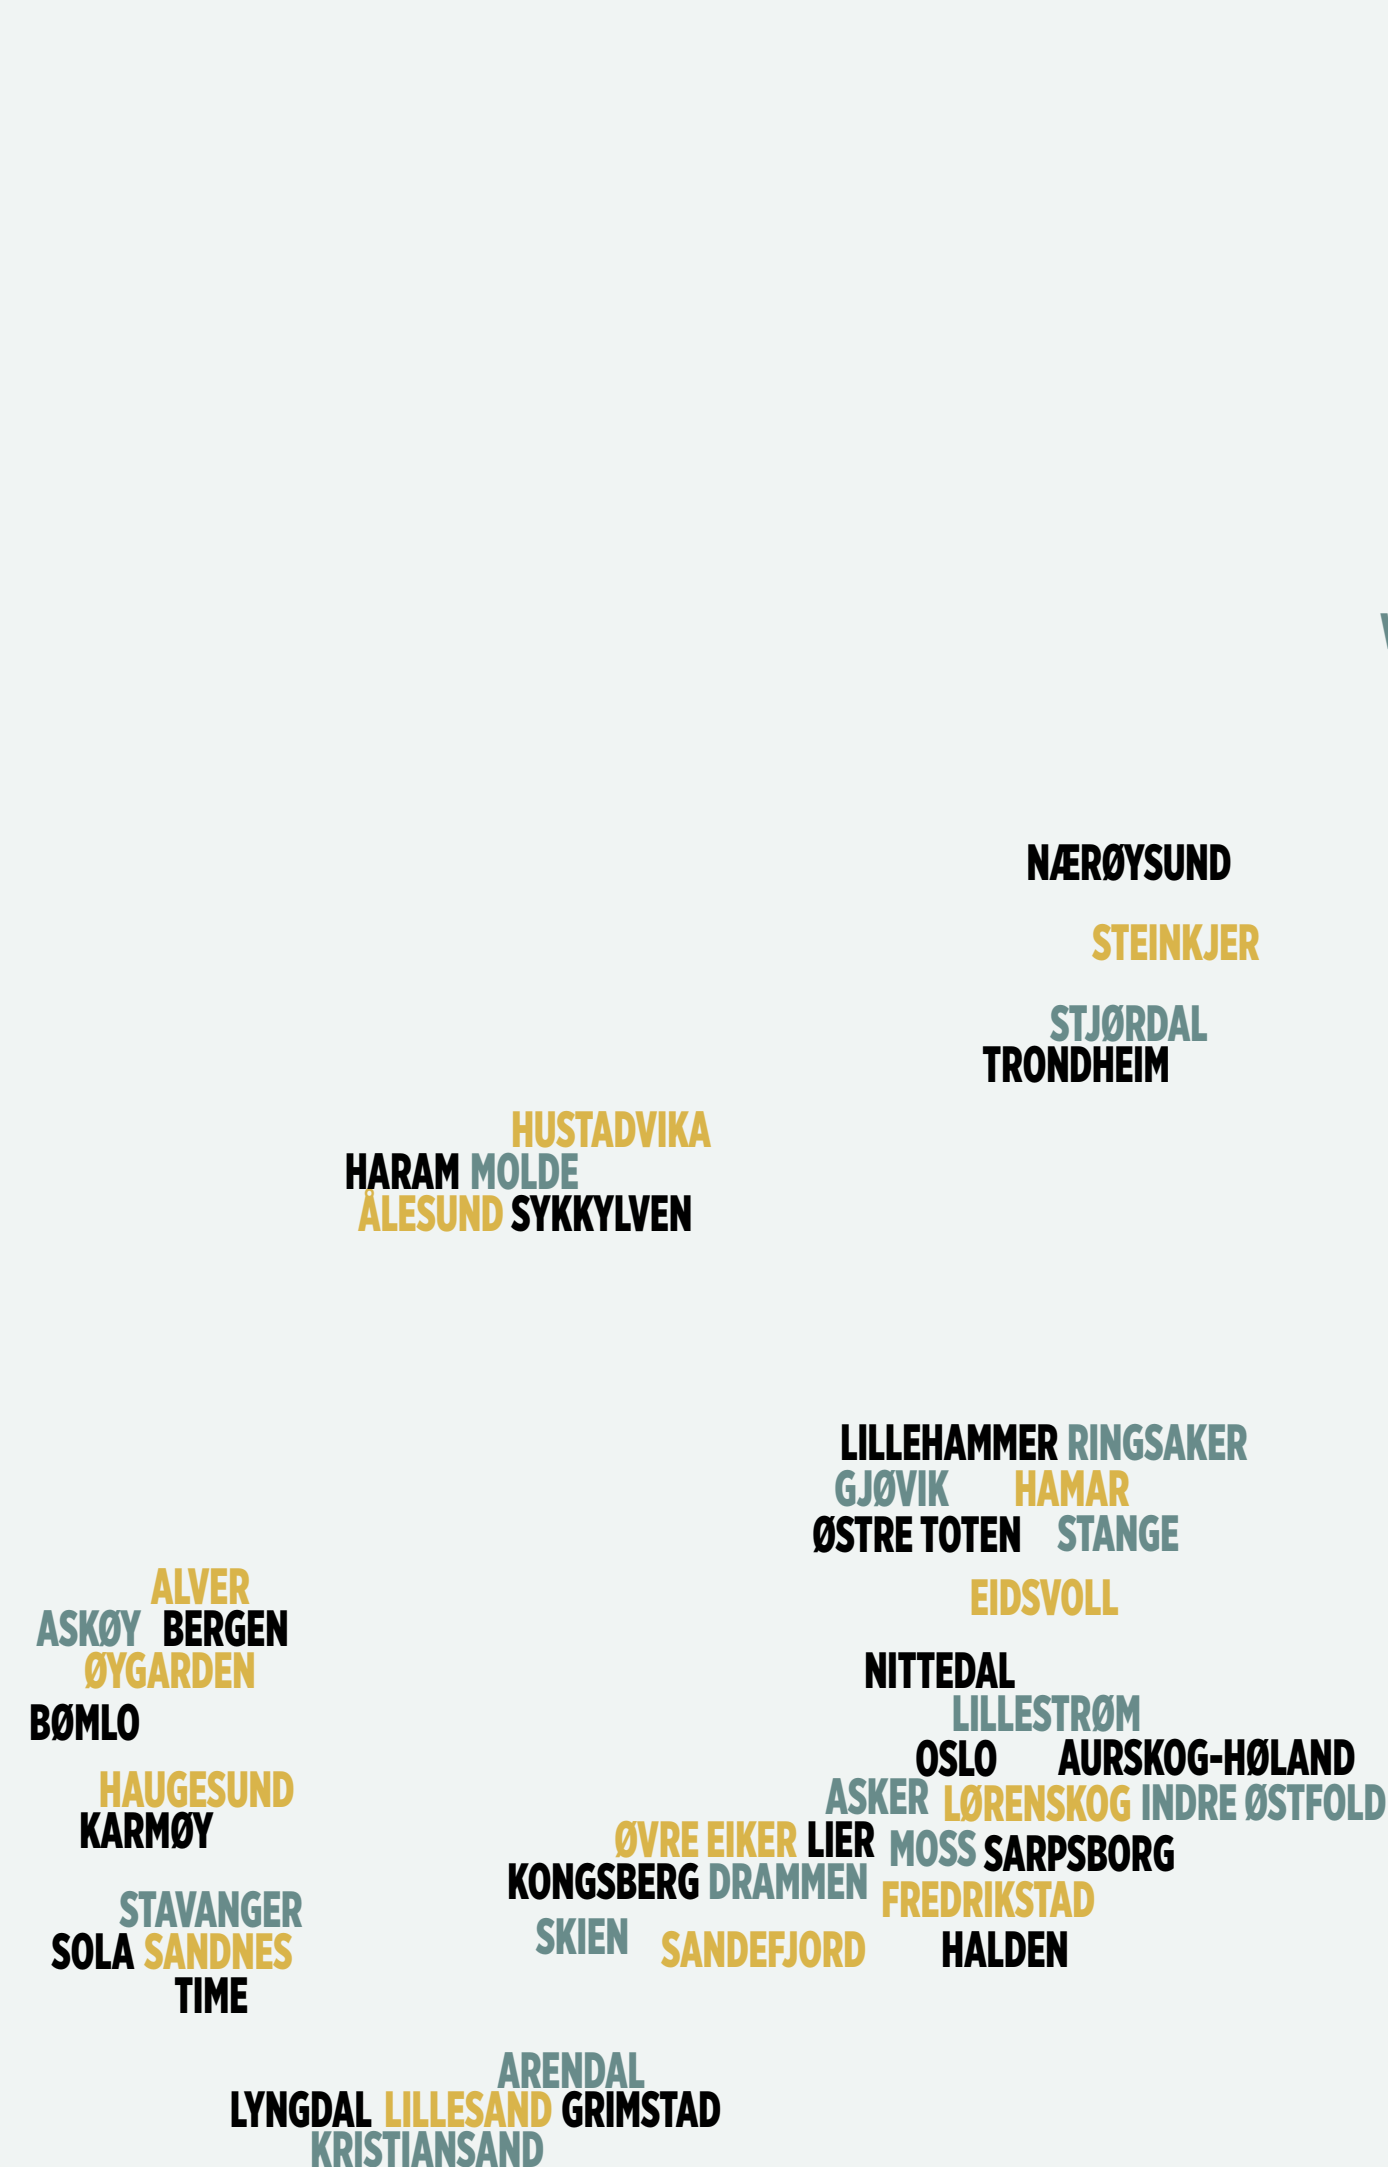 NÆRØYSUND
STEINKJER
STJØRDAL
TRONDHEIM
HUSTADVIKA
HARAM MOLDE
ÅLESUND SYKKYLVEN
LILLEHAMMER RINGSAKER
GJØVIK HAMAR
ØSTRE TOTEN STANGE
ALVER
EIDSVOLL
ASKØY BERGEN
ØYGARDEN
NITTEDAL
BØMLO
LILLESTRØM
OSLO AURSKOG-HØLAND
HAUGESUND
ASKER LØRENSKOG INDRE ØSTFOLD
KARMØY
ØVRE EIKER LIER MOSS SARPSBORG
KONGSBERG DRAMMEN FREDRIKSTAD
STAVANGER
SKIEN SANDEFJORD HALDEN
SOLA SANDNES
TIME
ARENDAL
LYNGDAL LILLESAND GRIMSTAD
KRISTIANSAND